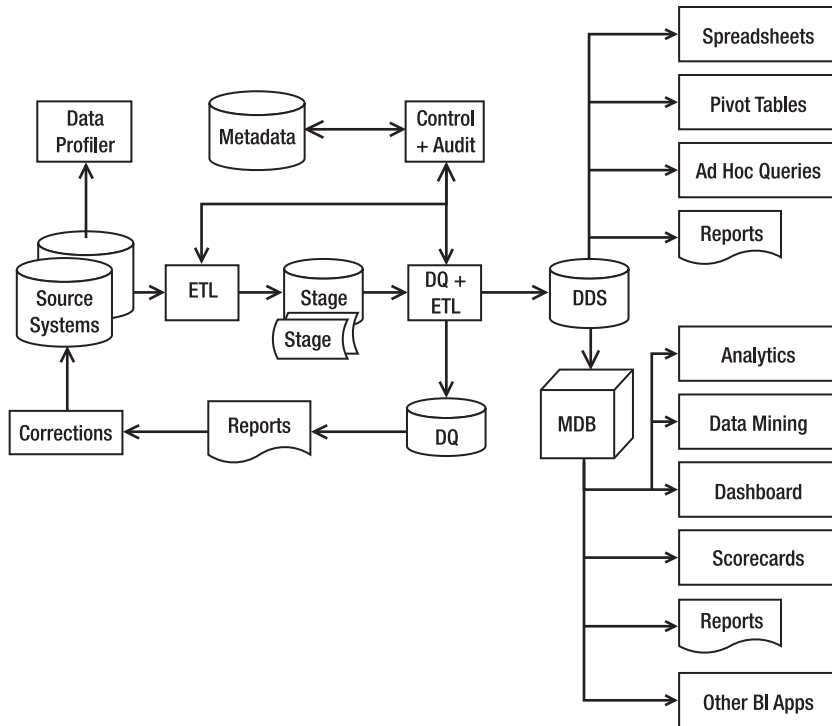 Spreadsheets
Data
Profiler
Metadata
Control
+ Audit
Pivot Tables
Ad Hoc Queries
Reports
Source
Systems
ETL
Stage
Stage
DQ +
ETL
DDS
Analytics
Corrections
Reports
DQ
MDB
Data Mining
Dashboard
Scorecards
Reports
Other BI Apps